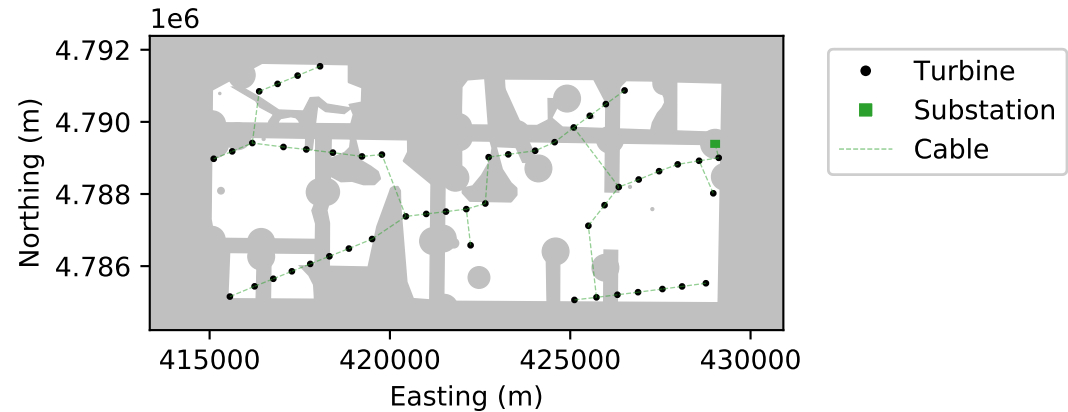 1e6
4.792
4.790
4.788
4.786
Northing (m)
415000 420000 425000 430000
Easting (m)
Turbine
Substation
Cable